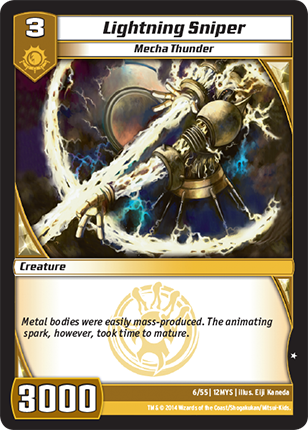 3
Lightning Sniper
Mecha Thunder
Creature
Metal bodies were easily mass-produced. The animating
spark, however, took time to mature.
3000
6/55 | 12MYS | illus. Eiji Kaneda
TM & © 2014 Wizards of the Coast/Shogakukan/Mitsui-Kids.